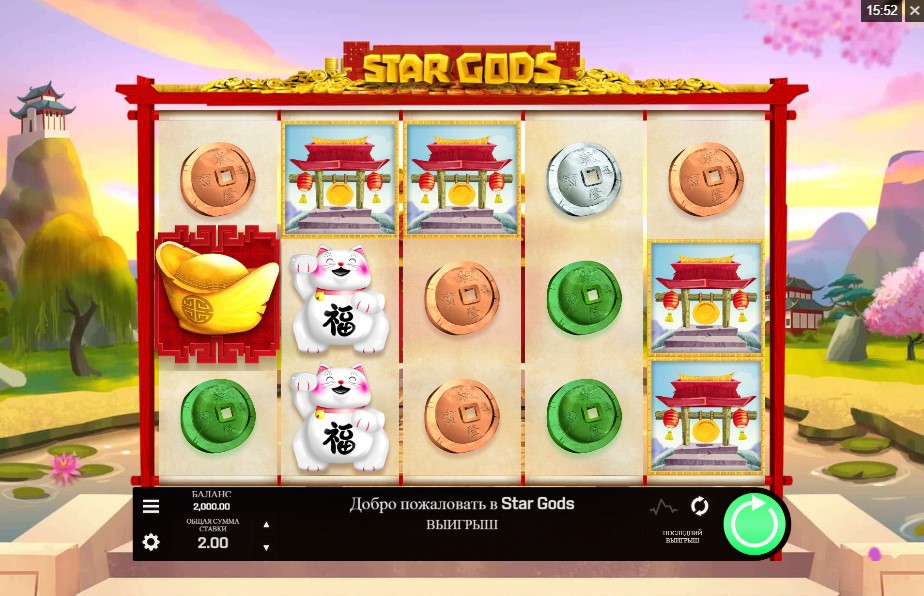 15:52
STAR GODS
福
福
БАЛАНС
2,000.00
ОБЩАЯ СУММА
СТАВКИ
2.00
Добро пожаловать в Star Gods
ВЫИГРЫШ
ПОСЛЕДНИЙ
ВЫИГРЫШ